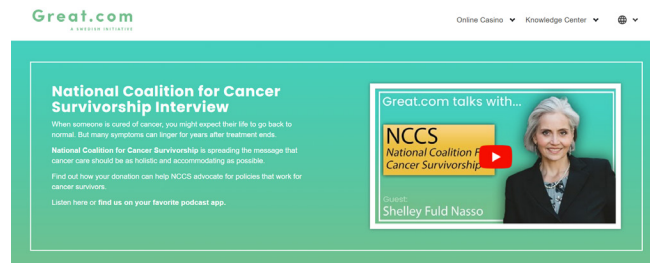 Great.com
A SWEDISH INITIATIVE
Online Casino
Knowledge Center
National Coalition for Cancer
Survivorship Interview
When someone is cured of cancer, you might expect their life to go back to
normal. But many symptoms can linger for years after treatment ends.
National Coalition for Cancer Survivorship is spreading the message that
cancer care should be as holistic and accommodating as possible.
Find out how your donation can help NCCS advocate for policies that work for
cancer survivors.
Listen here or find us on your favorite podcast app.
Great.com talks with...
NCCS
National Coalition F
Cancer Survivorship
Guest:
Shelley Fuld Nasso